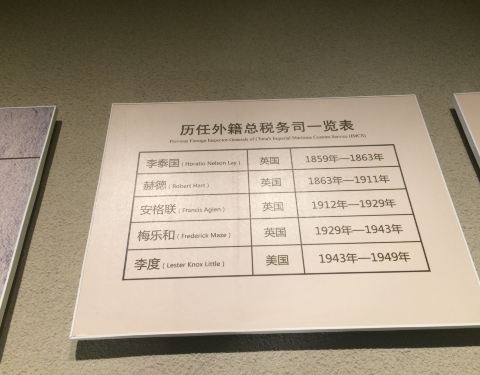 历任外籍总税务司一览表
Previous Foreign Inspector Generals of China's Imperial Maritime Customs Service (IMCS)
李泰国 ( Horatio Nelson Lay ) 英国 1859年—1863年
赫德 ( Robert Hart ) 英国 1863年—1911年
安格联 ( Francis Aglen ) 英国 1912年—1929年
梅乐和 ( Frederick Maze ) 英国 1929年—1943年
李度 ( Lester Knox Little ) 美国 1943年—1949年